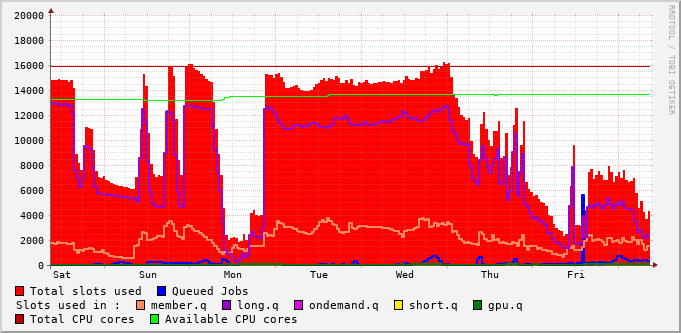 20000
18000
16000
14000
12000
10000
8000
6000
4000
2000
0
Sat Sun Mon Tue Wed Thu Fri
RRDTOOL / TOBI OETIKER
Total slots used Queued Jobs
Slots used in : member.q long.q ondemand.q short.q gpu.q
Total CPU cores Available CPU cores